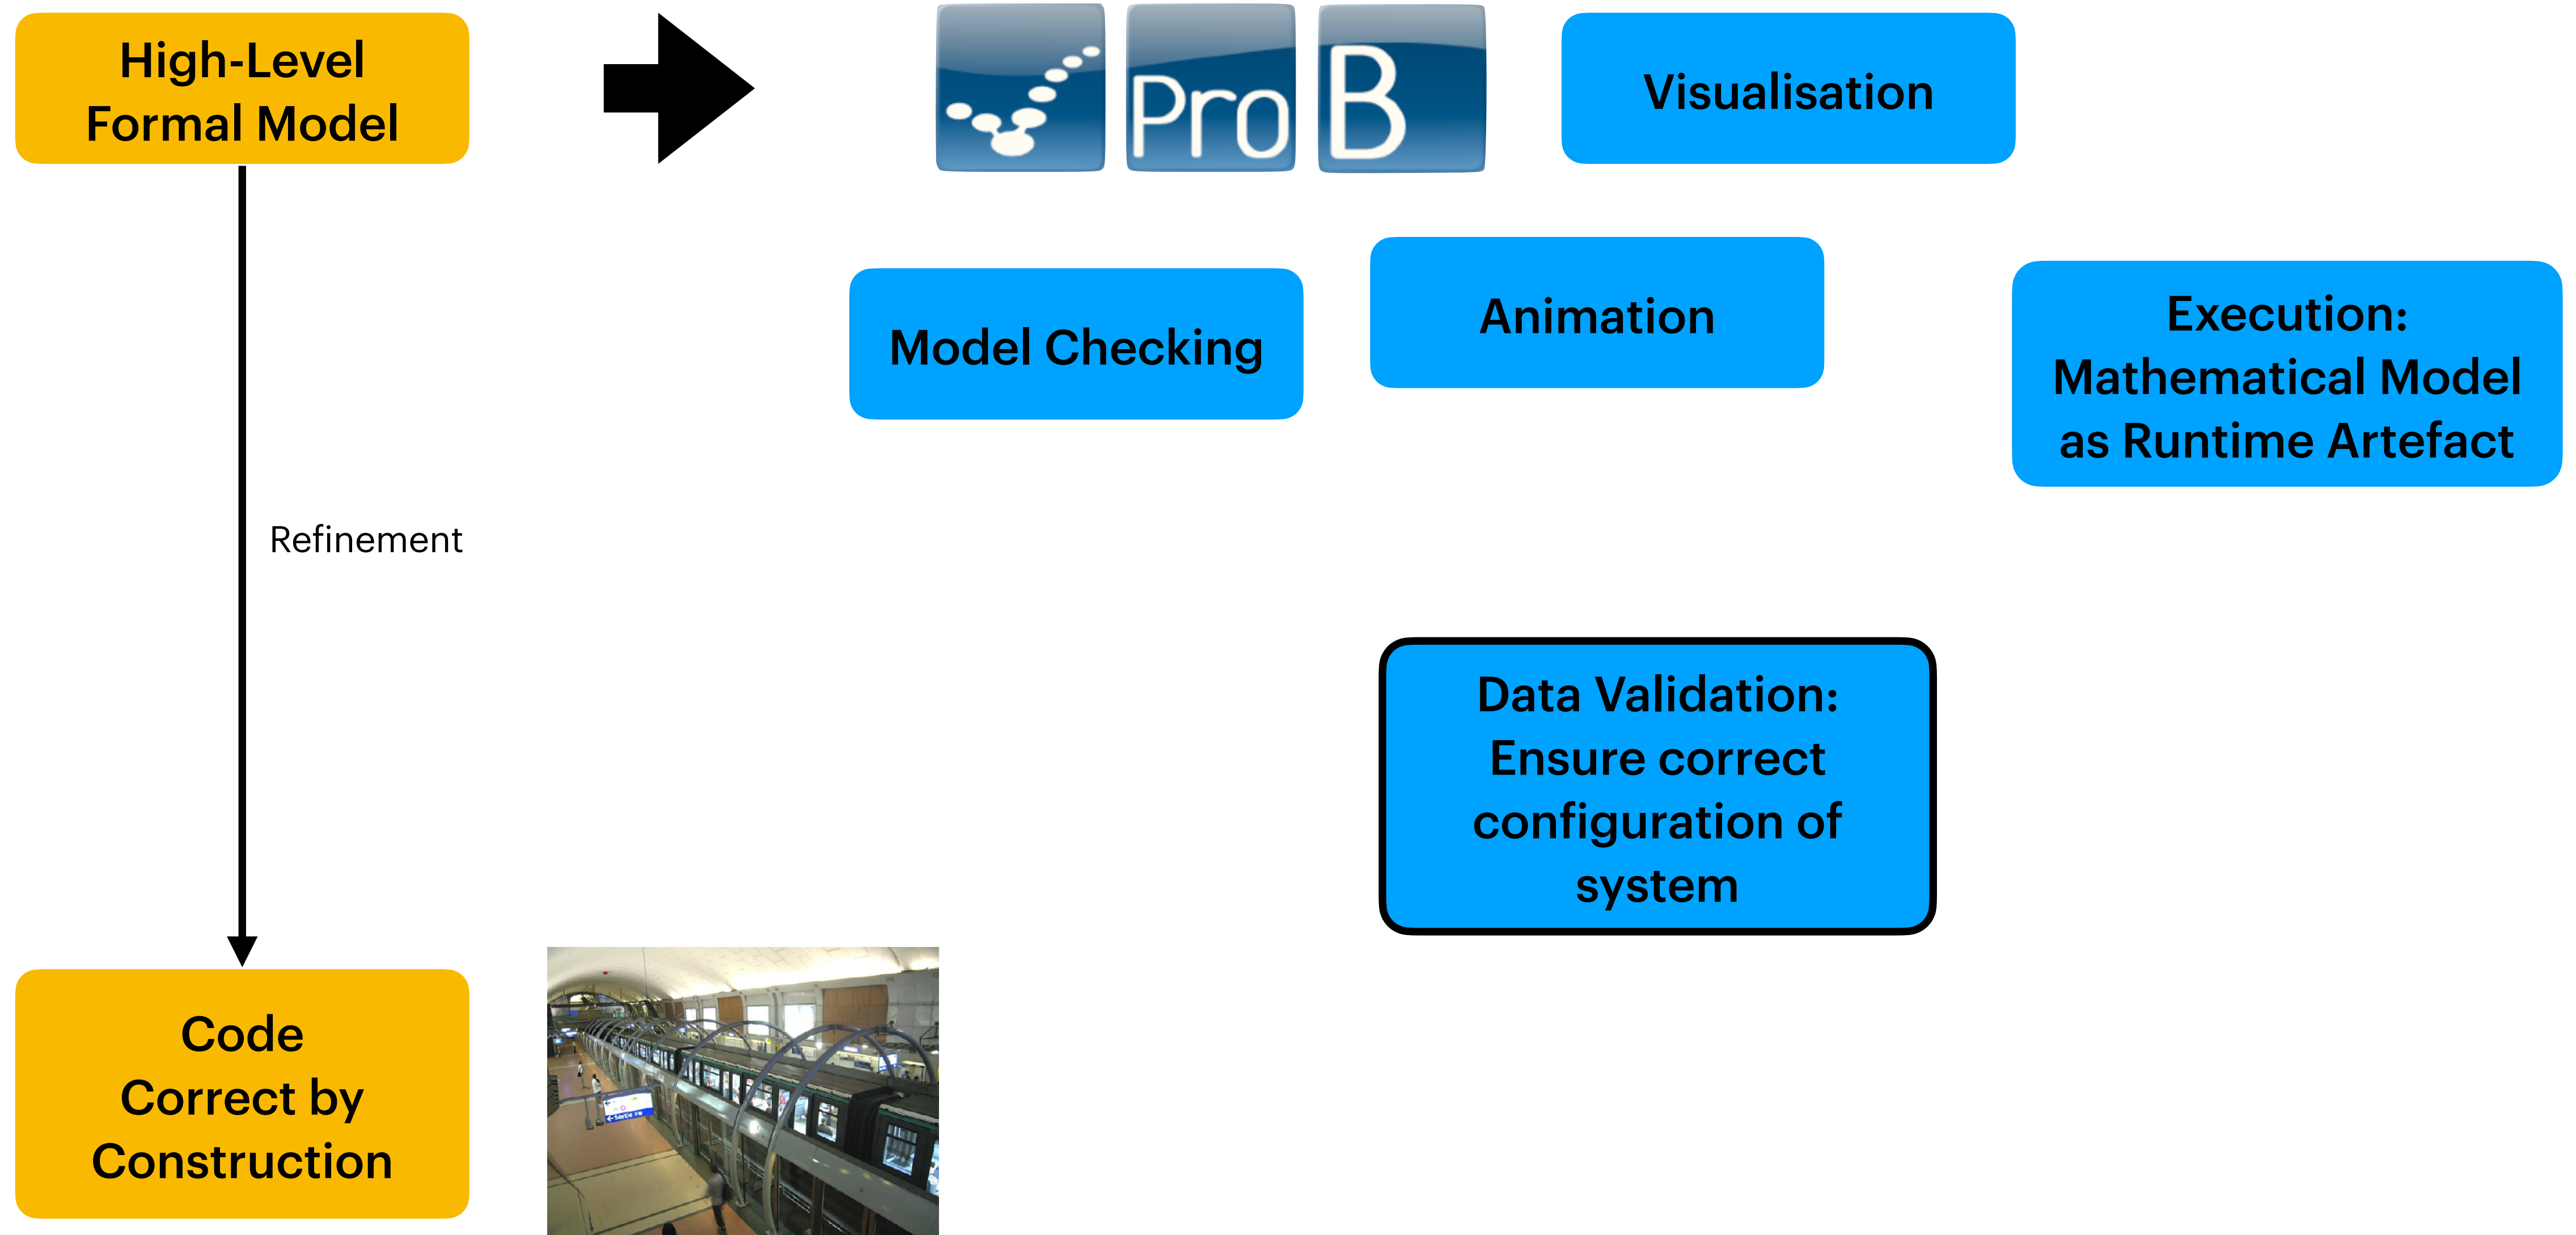 High-Level
Formal Model
Pro B
Visualisation
Model Checking
Animation
Execution:
Mathematical Model
as Runtime Artefact
Refinement
Data Validation:
Ensure correct
configuration of
system
Code
Correct by
Construction
Sortie